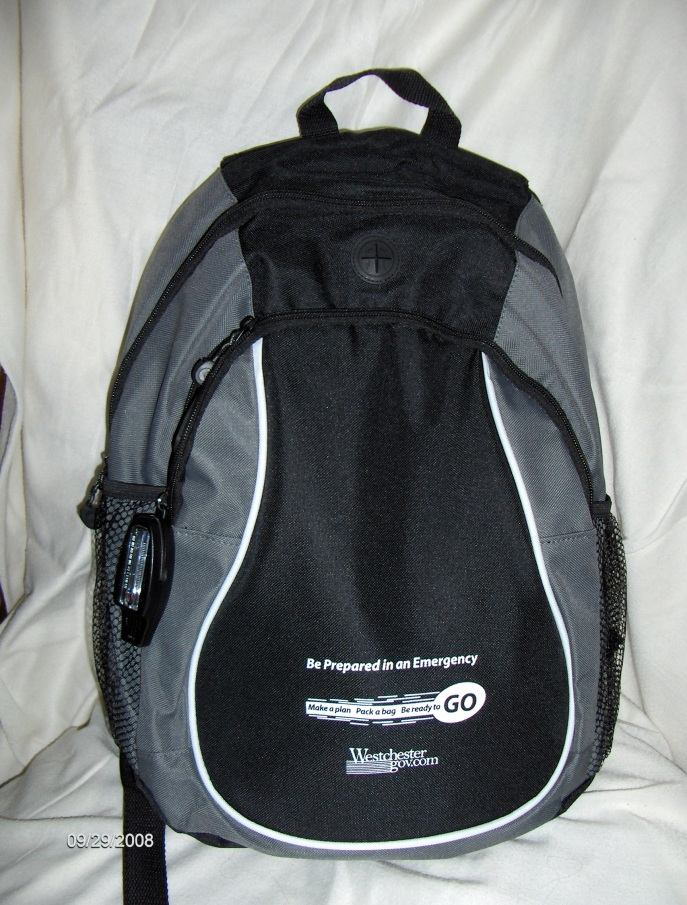 Be Prepared in an Emergency
Make a plan Pack a bag Be ready to GO
Westchester
gov.com
09/29/2008